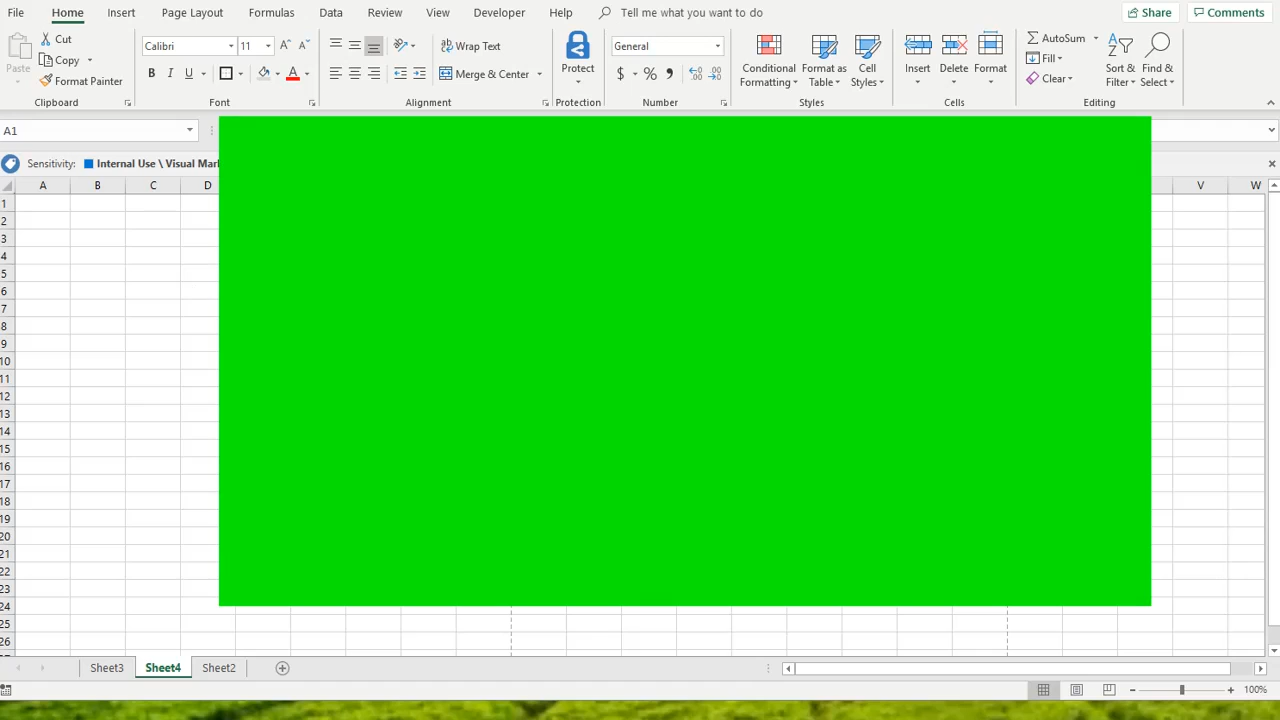 File Home Insert Page Layout Formulas Data Review View Developer Help Tell me what you want to do Share Comments
Paste Cut Copy Format Painter
Clipboard
Calibri 11
B I U
Font
Wrap Text
Merge & Center
Alignment
Protect
Protection
General
$ % ,
Number
Conditional Formatting
Format as Table
Cell Styles
Styles
Insert Delete Format
Cells
AutoSum
Fill
Clear
Sort & Filter
Find & Select
Editing
A1
Sensitivity: Internal Use \ Visual Mar
A B C D V W
1
2
3
4
5
6
7
8
9
10
11
12
13
14
15
16
17
18
19
20
21
22
23
24
25
26
Sheet3 Sheet4 Sheet2
100%